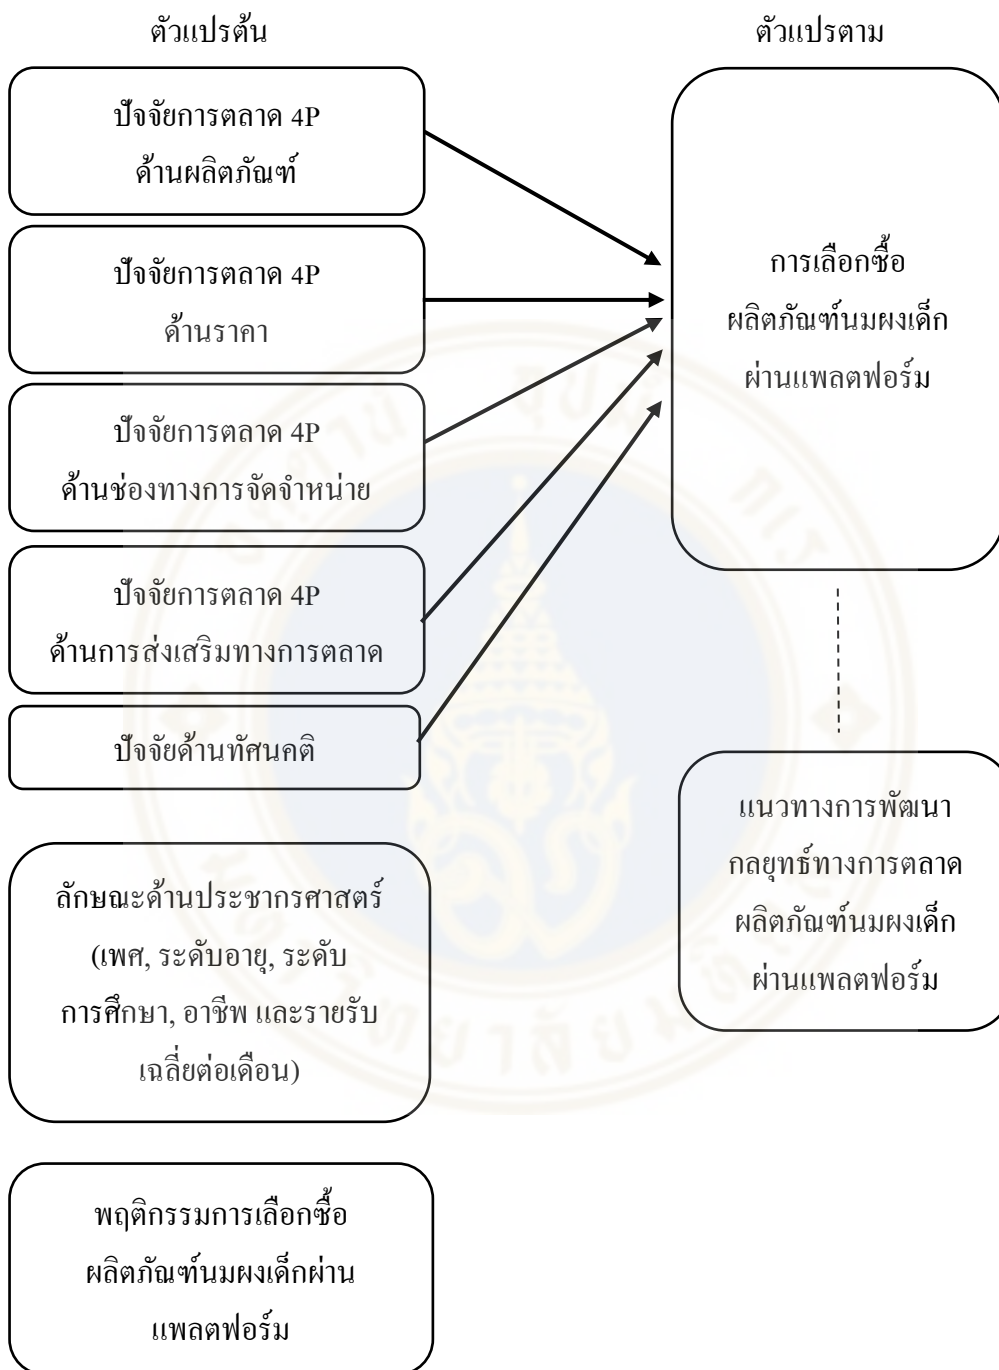 ตัวแปรต้น
ตัวแปรตาม
ปัจจัยการตลาด 4P
ด้านผลิตภัณฑ์
ปัจจัยการตลาด 4P
ด้านราคา
ปัจจัยการตลาด 4P
ด้านช่องทางการจัดจำหน่าย
ปัจจัยการตลาด 4P
ด้านการส่งเสริมทางการตลาด
ปัจจัยด้านทัศนคติ
ลักษณะด้านประชากรศาสตร์
(เพศ, ระดับอายุ, ระดับ
การศึกษา, อาชีพ และรายรับ
เฉลี่ยต่อเดือน)
พฤติกรรมการเลือกซื้อ
ผลิตภัณฑ์นมผงเด็กผ่าน
แพลตฟอร์ม
การเลือกซื้อ
ผลิตภัณฑ์นมผงเด็ก
ผ่านแพลตฟอร์ม
แนวทางการพัฒนา
กลยุทธ์ทางการตลาด
ผลิตภัณฑ์นมผงเด็ก
ผ่านแพลตฟอร์ม